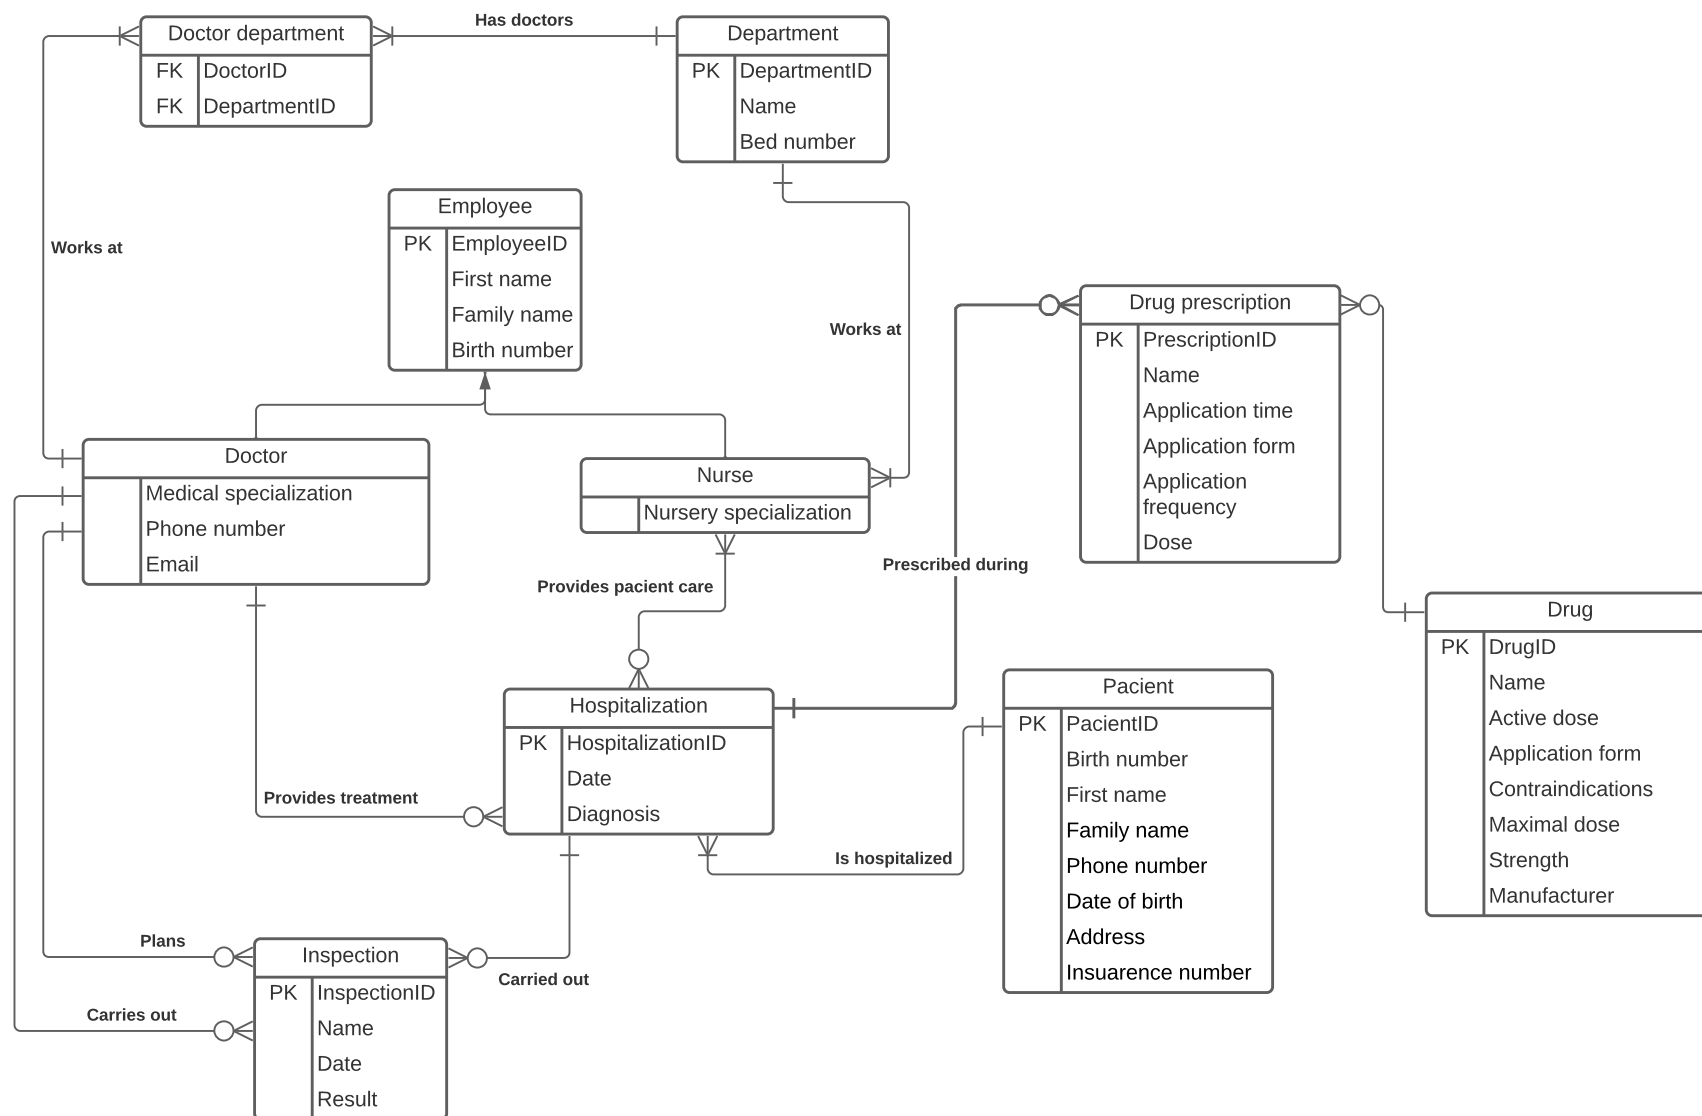 Has doctors
Doctor department
FK DoctorID
FK DepartmentID
Department
PK DepartmentID
Name
Bed number
Employee
PK EmployeeID
First name
Family name
Birth number
Works at
Works at
Drug prescription
PK PrescriptionID
Name
Application time
Application form
Application
frequency
Dose
Doctor
Medical specialization
Phone number
Email
Nurse
Nursery specialization
Provides pacient care
Prescribed during
Drug
PK DrugID
Name
Active dose
Application form
Contraindications
Maximal dose
Strength
Manufacturer
Hospitalization
PK HospitalizationID
Date
Diagnosis
Pacient
PK PacientID
Birth number
First name
Family name
Phone number
Date of birth
Address
Insuarence number
Provides treatment
Is hospitalized
Plans
Carries out
Carried out
Inspection
PK InspectionID
Name
Date
Result